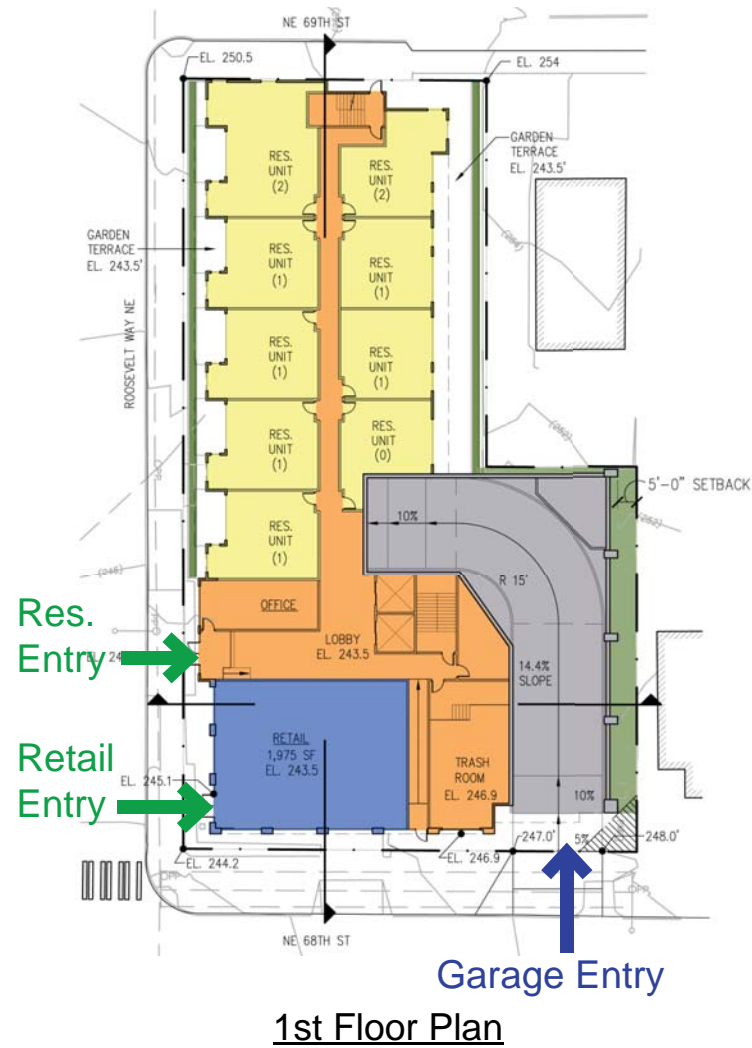 NE 69TH ST
EL. 250.5
EL. 254
GARDEN
TERRACE
EL. 243.5'
RES.
UNIT
(2)
RES.
UNIT
(2)
GARDEN
TERRACE
EL. 243.5'
(254)
RES.
UNIT
(1)
RES.
UNIT
(1)
ROOSEVELT WAY NE
RES.
UNIT
(1)
RES.
UNIT
(1)
RES.
UNIT
(1)
RES.
UNIT
(0)
(252)
5'-0" SETBACK
10%
(252)
RES.
UNIT
(1)
R 15'
(246)
OFFICE
Res.
Entry
LOBBY
EL. 243.5
14.4%
SLOPE
Retail
Entry
RETAIL
1,975 SF
EL. 243.5
EL. 245.1
TRASH
ROOM
EL. 246.9
10%
EL. 244.2
EL. 246.9
247.0'
5%
248.0'
NE 68TH ST
Garage Entry
1st Floor Plan